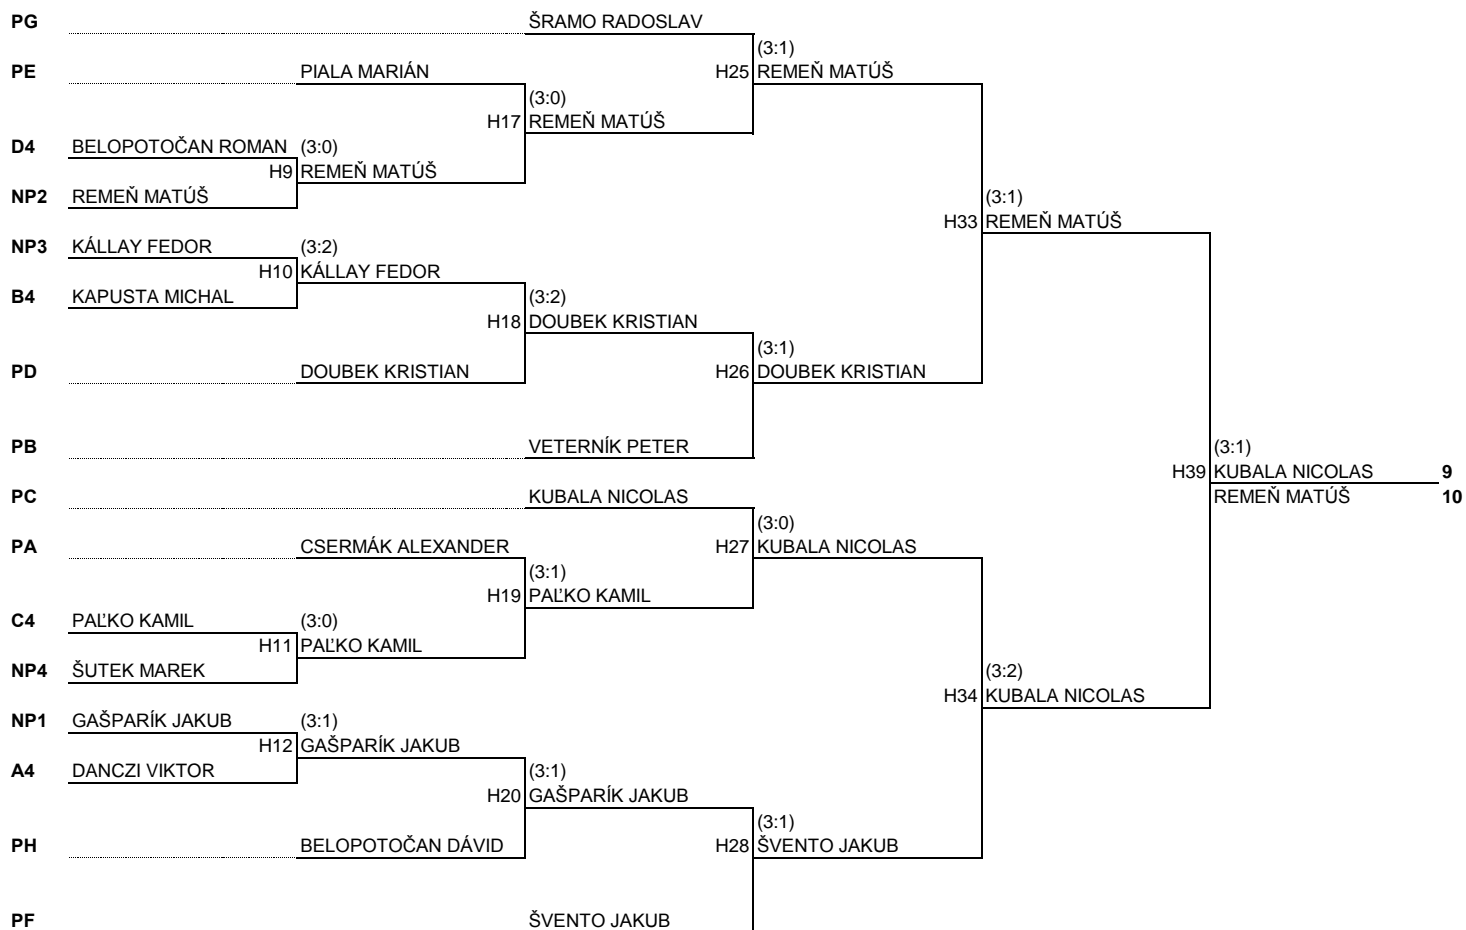 PG ŠRAMO RADOSLAV
(3:1)
PE PIALA MARIÁN H25 REMEŇ MATÚŠ
(3:0)
H17 REMEŇ MATÚŠ
D4 BELOPOTOČAN ROMAN (3:0)
H9 REMEŇ MATÚŠ
NP2 REMEŇ MATÚŠ (3:1)
H33 REMEŇ MATÚŠ
NP3 KÁLLAY FEDOR (3:2)
H10 KÁLLAY FEDOR
B4 KAPUSTA MICHAL (3:2)
H18 DOUBEK KRISTIAN
(3:1)
PD DOUBEK KRISTIAN H26 DOUBEK KRISTIAN
PB VETERNÍK PETER (3:1)
H39 KUBALA NICOLAS 9
PC KUBALA NICOLAS REMEŇ MATÚŠ 10
(3:0)
PA CSERMÁK ALEXANDER H27 KUBALA NICOLAS
(3:1)
H19 PAĽKO KAMIL
C4 PAĽKO KAMIL (3:0)
H11 PAĽKO KAMIL
NP4 ŠUTEK MAREK (3:2)
H34 KUBALA NICOLAS
NP1 GAŠPARÍK JAKUB (3:1)
H12 GAŠPARÍK JAKUB
A4 DANCZI VIKTOR (3:1)
H20 GAŠPARÍK JAKUB
(3:1)
PH BELOPOTOČAN DÁVID H28 ŠVENTO JAKUB
PF ŠVENTO JAKUB